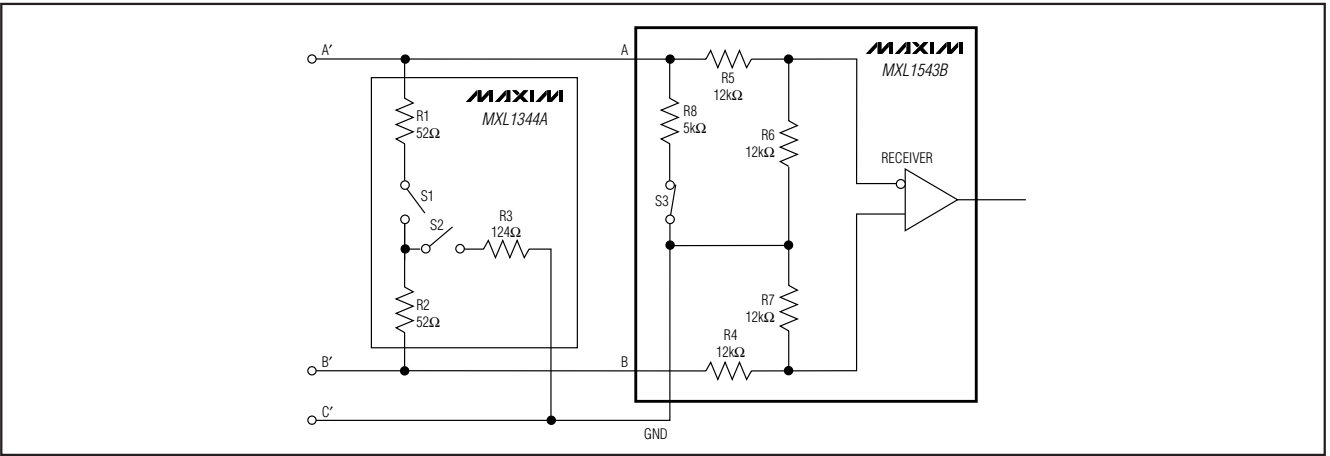 A′
A
MAXIM
MXL1543B
R5
12kΩ
MAXIM
MXL1344A
R1
52Ω
R8
5kΩ
R6
12kΩ
RECEIVER
S1
S3
S2
R3
124Ω
R2
52Ω
R7
12kΩ
R4
12kΩ
B′
B
C′
GND